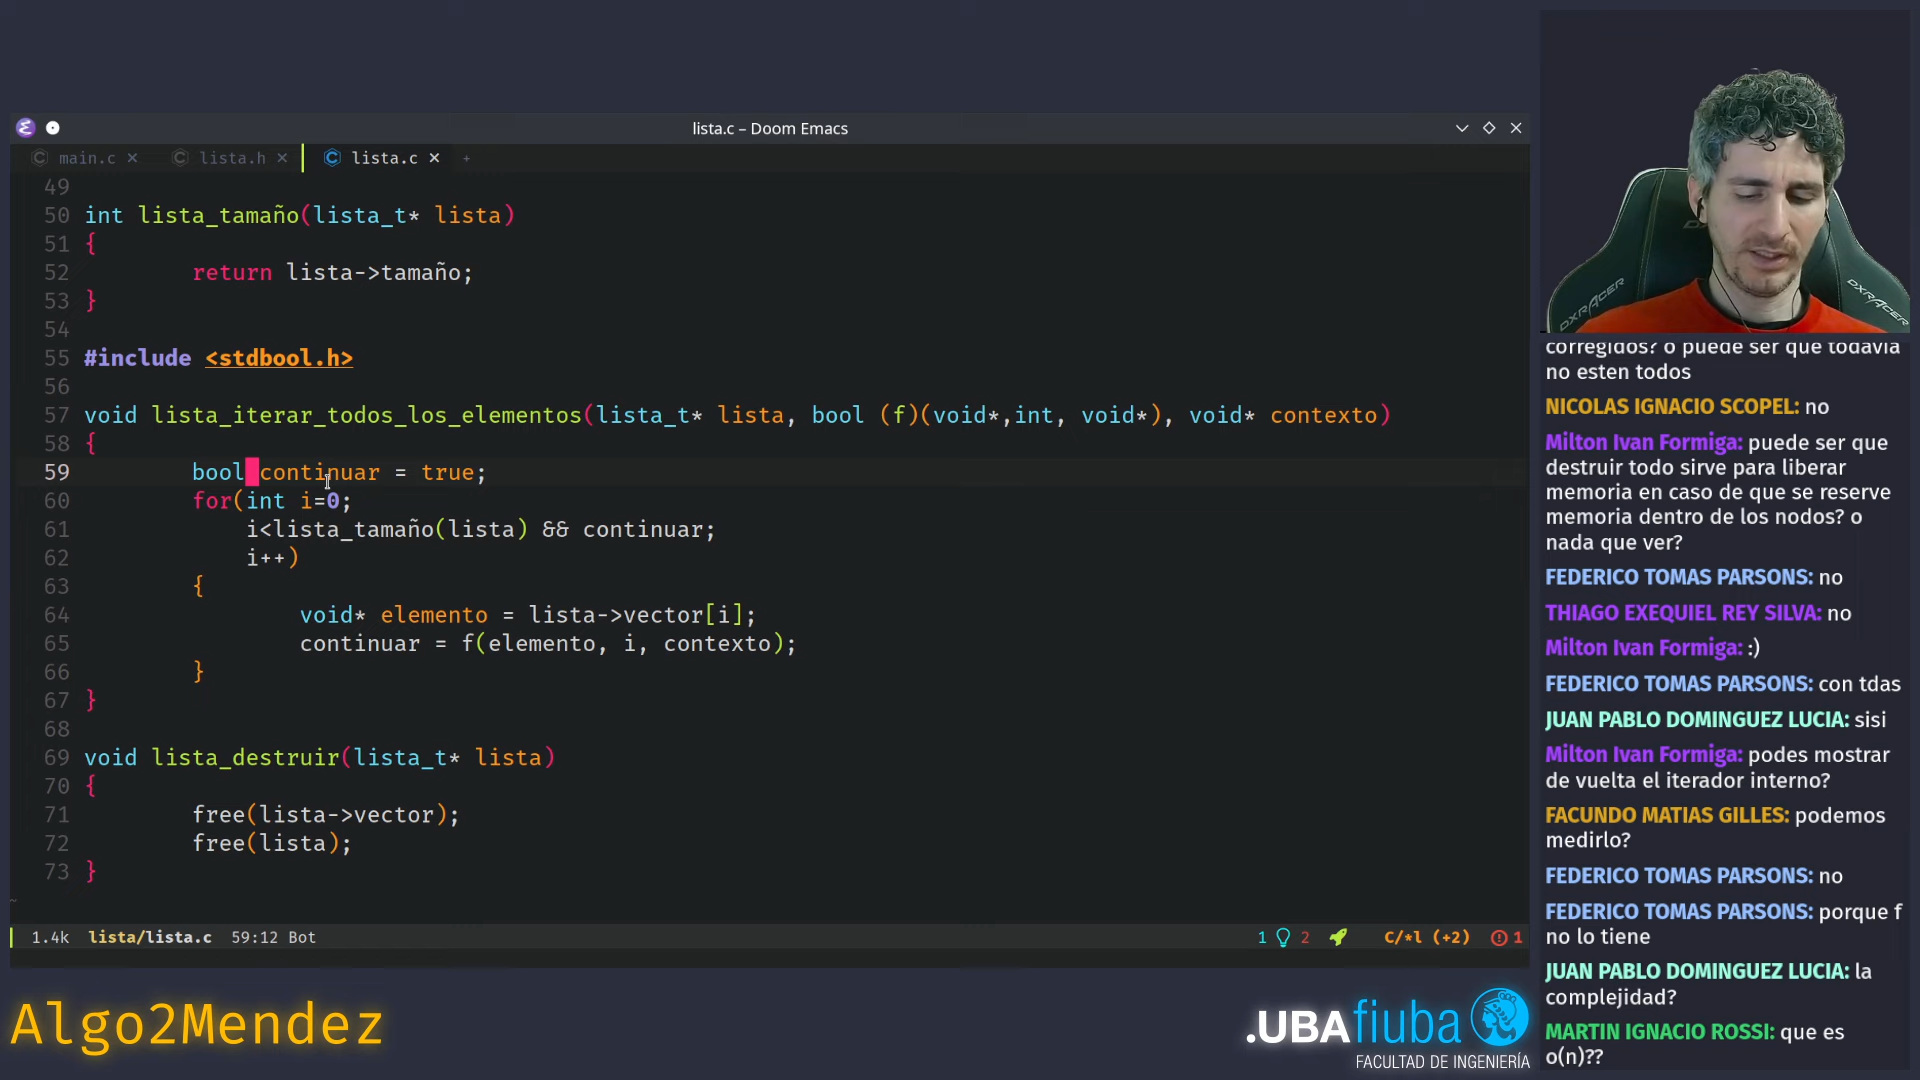 lista.c – Doom Emacs
main.c
lista.h
lista.c
49
50 int lista_tamaño(lista_t* lista)
51 {
52 return lista->tamaño;
53 }
54
55 #include <stdbool.h>
56
57 void lista_iterar_todos_los_elementos(lista_t* lista, bool (f)(void*,int, void*), void* contexto)
58 {
59 bool continuar = true;
60 for(int i=0;
61 i<lista_tamaño(lista) && continuar;
62 i++)
63 {
64 void* elemento = lista->vector[i];
65 continuar = f(elemento, i, contexto);
66 }
67 }
68
69 void lista_destruir(lista_t* lista)
70 {
71 free(lista->vector);
72 free(lista);
73 }
~
1.4k lista/lista.c 59:12 Bot
1 2 C/*l (+2) 1
Algo2Mendez
.UBAfiuba
FACULTAD DE INGENIERÍA
DXRACER
DXRACER
corregidos? o puede ser que todavia
no esten todos
NICOLAS IGNACIO SCOPEL: no
Milton Ivan Formiga: puede ser que
destruir todo sirve para liberar
memoria en caso de que se reserve
memoria dentro de los nodos? o
nada que ver?
FEDERICO TOMAS PARSONS: no
THIAGO EXEQUIEL REY SILVA: no
Milton Ivan Formiga: :)
FEDERICO TOMAS PARSONS: con tdas
JUAN PABLO DOMINGUEZ LUCIA: sisi
Milton Ivan Formiga: podes mostrar
de vuelta el iterador interno?
FACUNDO MATIAS GILLES: podemos
medirlo?
FEDERICO TOMAS PARSONS: no
FEDERICO TOMAS PARSONS: porque f
no lo tiene
JUAN PABLO DOMINGUEZ LUCIA: la
complejidad?
MARTIN IGNACIO ROSSI: que es
o(n)??